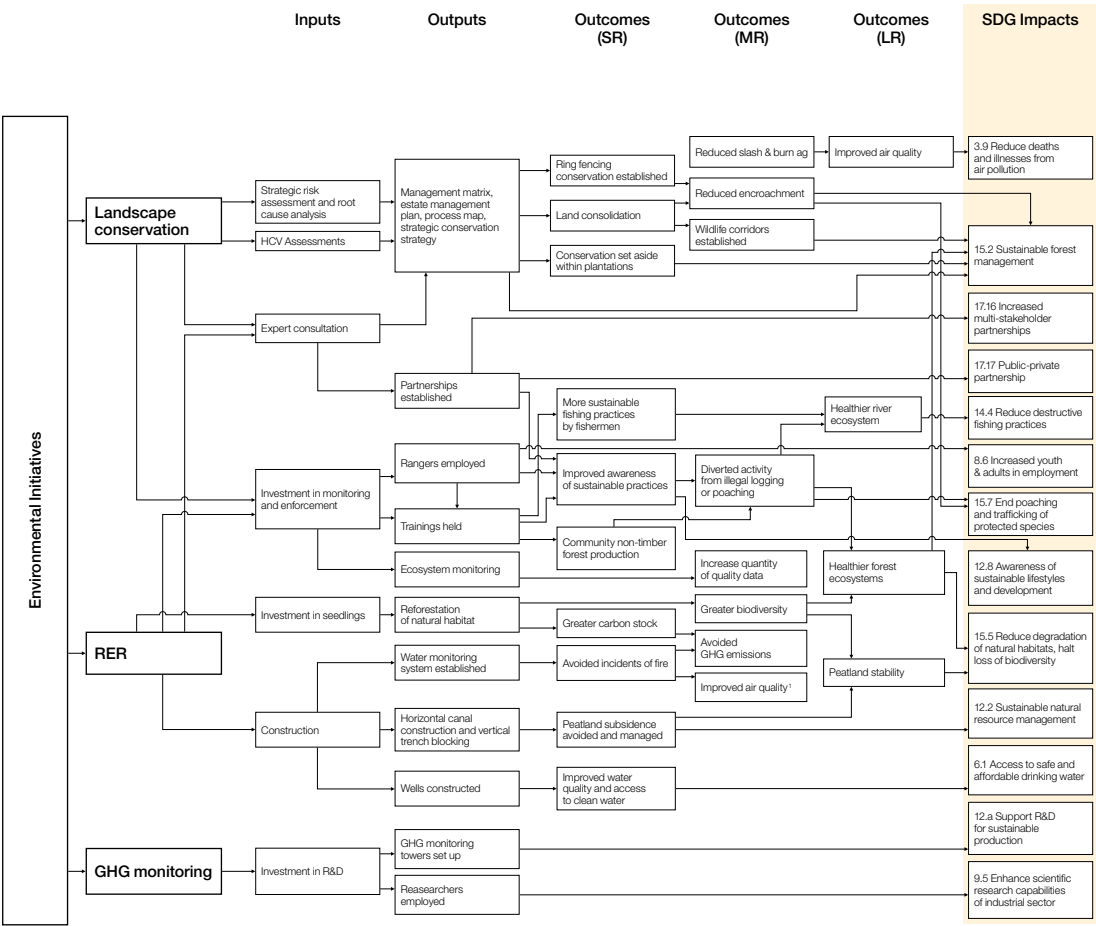 Inputs
Outputs
Outcomes
(SR)
Outcomes
(MR)
Outcomes
(LR)
SDG Impacts
Environmental Initiatives
Landscape
conservation
RER
GHG monitoring
Strategic risk
assessment and root
cause analysis
HCV Assessments
Expert consultation
Investment in monitoring
and enforcement
Investment in seedlings
Construction
Investment in R&D
Management matrix,
estate management
plan, process map,
strategic conservation
strategy
Partnerships
established
Rangers employed
Trainings held
Ecosystem monitoring
Reforestation
of natural habitat
Water monitoring
system established
Horizontal canal
construction and vertical
trench blocking
Wells constructed
GHG monitoring
towers set up
Reasearchers
employed
Ring fencing
conservation established
Land consolidation
Conservation set aside
within plantations
More sustainable
fishing practices
by fishermen
Improved awareness
of sustainable practices
Community non-timber
forest production
Greater carbon stock
Avoided incidents of fire
Peatland subsidence
avoided and managed
Improved water
quality and access
to clean water
Reduced slash & burn ag
Reduced encroachment
Wildlife corridors
established
Diverted activity
from illegal logging
or poaching
Increase quantity
of quality data
Greater biodiversity
Avoided
GHG emissions
Improved air quality¹
Improved air quality
Healthier river
ecosystem
Healthier forest
ecosystems
Peatland stability
3.9 Reduce deaths
and illnesses from
air pollution
15.2 Sustainable forest
management
17.16 Increased
multi-stakeholder
partnerships
17.17 Public-private
partnership
14.4 Reduce destructive
fishing practices
8.6 Increased youth
& adults in employment
15.7 End poaching
and trafficking of
protected species
12.8 Awareness of
sustainable lifestyles
and development
15.5 Reduce degradation
of natural habitats, halt
loss of biodiversity
12.2 Sustainable natural
resource management
6.1 Access to safe and
affordable drinking water
12.a Support R&D
for sustainable
production
9.5 Enhance scientific
research capabilities
of industrial sector